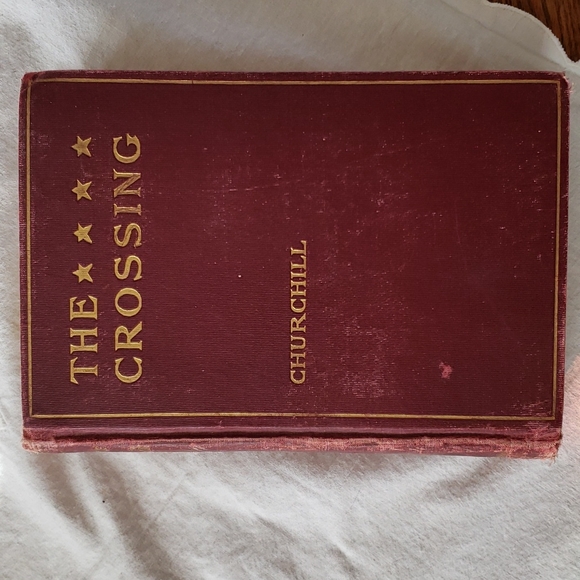 THE ★ ★ ★ ★
CROSSING
CHURCHILL